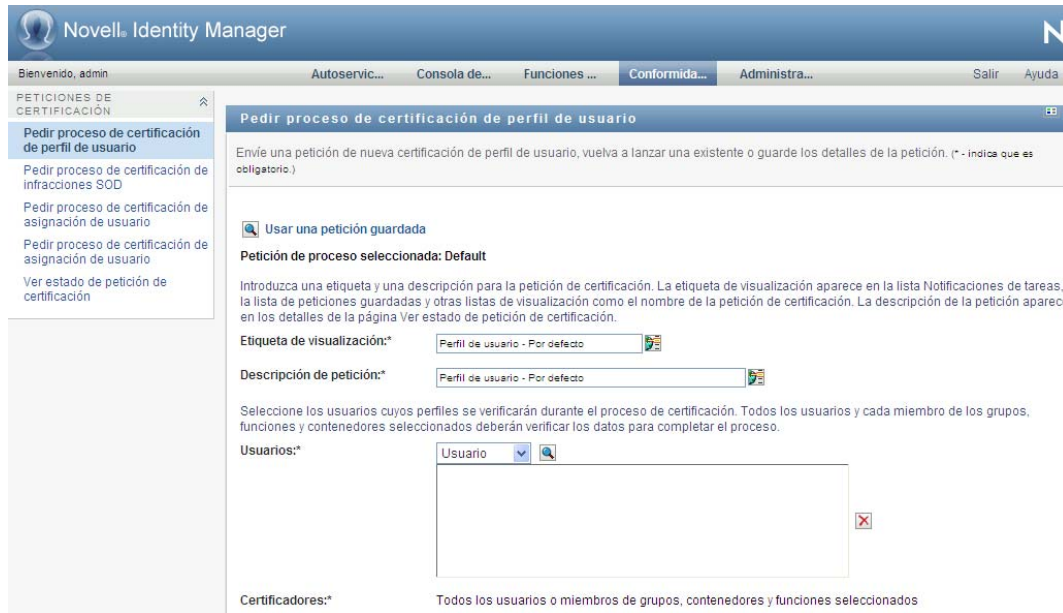 Novell® Identity Manager
N
Bienvenido, admin
Autoservic...
Consola de...
Funciones ...
Conformida...
Administra...
Salir
Ayuda
PETICIONES DE
CERTIFICACIÓN
Pedir proceso de certificación
de perfil de usuario
Pedir proceso de certificación de
infracciones SOD
Pedir proceso de certificación de
asignación de usuario
Pedir proceso de certificación de
asignación de usuario
Ver estado de petición de
certificación
Pedir proceso de certificación de perfil de usuario
Envíe una petición de nueva certificación de perfil de usuario, vuelva a lanzar una existente o guarde los detalles de la petición. (* - indica que es
obligatorio.)
Usar una petición guardada
Petición de proceso seleccionada: Default
Introduzca una etiqueta y una descripción para la petición de certificación. La etiqueta de visualización aparece en la lista Notificaciones de tareas,
la lista de peticiones guardadas y otras listas de visualización como el nombre de la petición de certificación. La descripción de la petición aparec
en los detalles de la página Ver estado de petición de certificación.
Etiqueta de visualización:*
Perfil de usuario - Por defecto
Descripción de petición:*
Perfil de usuario - Por defecto
Seleccione los usuarios cuyos perfiles se verificarán durante el proceso de certificación. Todos los usuarios y cada miembro de los grupos,
funciones y contenedores seleccionados deberán verificar los datos para completar el proceso.
Usuarios:*
Usuario
Certificadores:*
Todos los usuarios o miembros de grupos, contenedores y funciones seleccionados